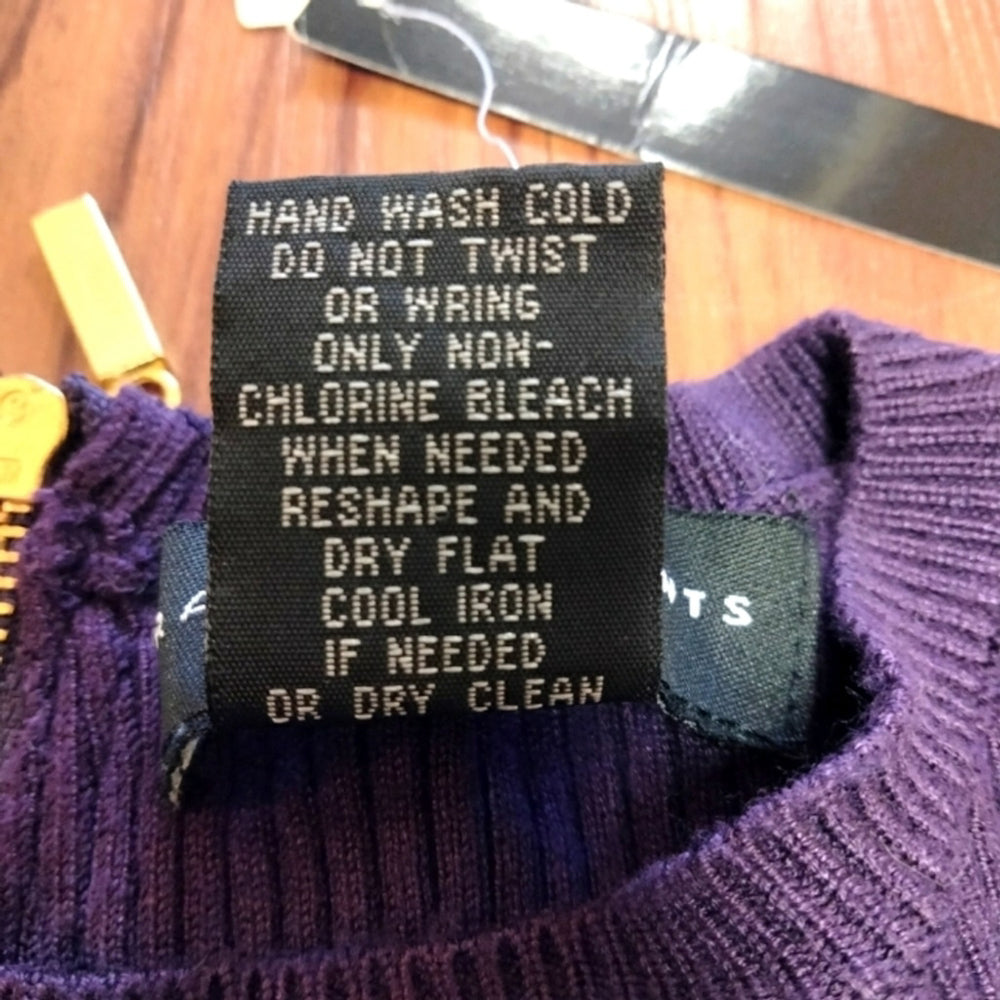 HAND WASH COLD
DO NOT TWIST
OR WRING
ONLY NON-
CHLORINE BLEACH
WHEN NEEDED
RESHAPE AND
DRY FLAT
COOL IRON
IF NEEDED
OR DRY CLEAN